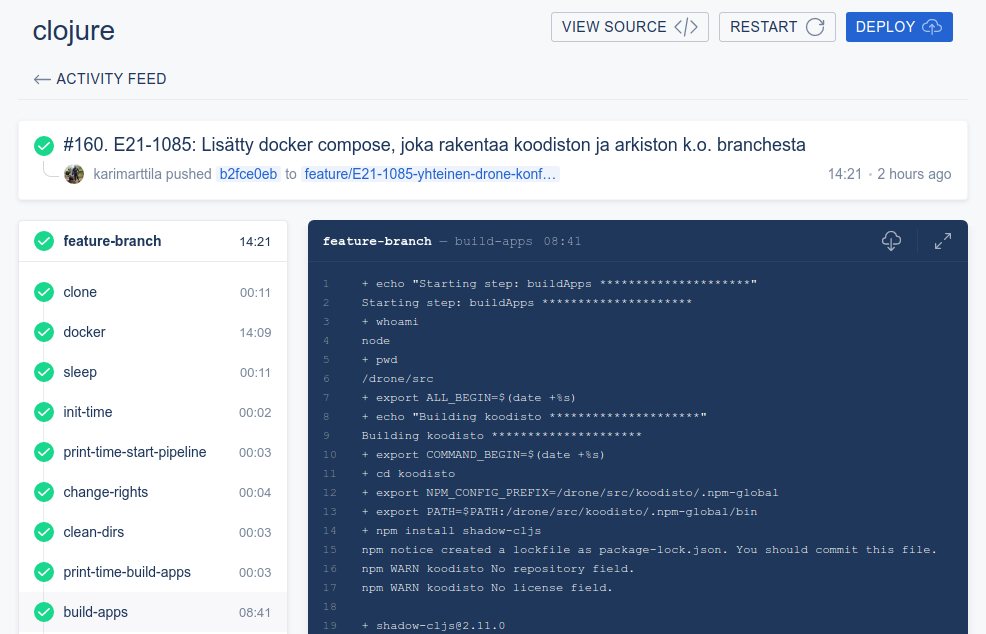 clojure
VIEW SOURCE </>
RESTART
DEPLOY
ACTIVITY FEED
#160. E21-1085: Lisätty docker compose, joka rakentaa koodiston ja arkiston k.o. branchesta
karimarttila pushed b2fce0eb to feature/E21-1085-yhteinen-drone-konf…
14:21 • 2 hours ago
feature-branch 14:21
clone 00:11
docker 14:09
sleep 00:11
init-time 00:02
print-time-start-pipeline 00:03
change-rights 00:04
clean-dirs 00:03
print-time-build-apps 00:03
build-apps 08:41
feature-branch — build-apps 08:41
1 + echo "Starting step: buildApps *********************"
2 Starting step: buildApps *********************
3 + whoami
4 node
5 + pwd
6 /drone/src
7 + export ALL_BEGIN=$(date +%s)
8 + echo "Building koodisto *********************"
9 Building koodisto *********************
10 + export COMMAND_BEGIN=$(date +%s)
11 + cd koodisto
12 + export NPM_CONFIG_PREFIX=/drone/src/koodisto/.npm-global
13 + export PATH=$PATH:/drone/src/koodisto/.npm-global/bin
14 + npm install shadow-cljs
15 npm notice created a lockfile as package-lock.json. You should commit this file.
16 npm WARN koodisto No repository field.
17 npm WARN koodisto No license field.
18
19 + shadow-cljs@2.11.0